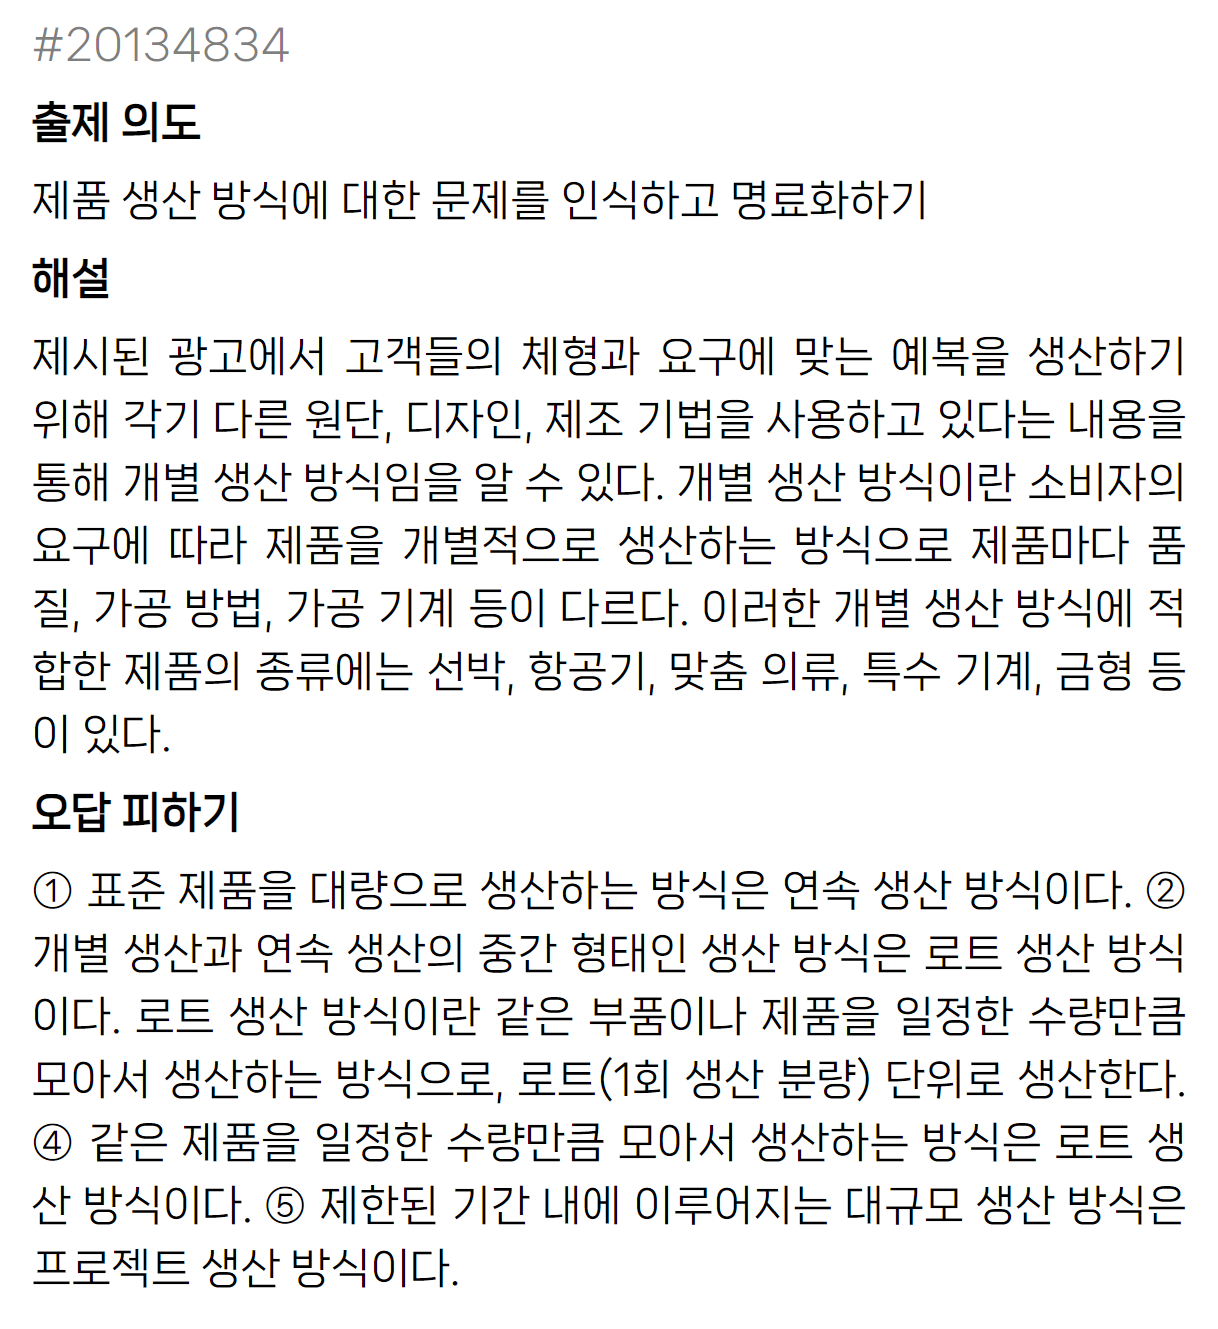 #20134834
출제 의도
제품 생산 방식에 대한 문제를 인식하고 명료화하기
해설
제시된 광고에서 고객들의 체형과 요구에 맞는 예복을 생산하기
위해 각기 다른 원단, 디자인, 제조 기법을 사용하고 있다는 내용을
통해 개별 생산 방식임을 알 수 있다. 개별 생산 방식이란 소비자의
요구에 따라 제품을 개별적으로 생산하는 방식으로 제품마다 품
질, 가공 방법, 가공 기계 등이 다르다. 이러한 개별 생산 방식에 적
합한 제품의 종류에는 선박, 항공기, 맞춤 의류, 특수 기계, 금형 등
이 있다.
오답 피하기
① 표준 제품을 대량으로 생산하는 방식은 연속 생산 방식이다. ②
개별 생산과 연속 생산의 중간 형태인 생산 방식은 로트 생산 방식
이다. 로트 생산 방식이란 같은 부품이나 제품을 일정한 수량만큼
모아서 생산하는 방식으로, 로트(1회 생산 분량) 단위로 생산한다.
④ 같은 제품을 일정한 수량만큼 모아서 생산하는 방식은 로트 생
산 방식이다. ⑤ 제한된 기간 내에 이루어지는 대규모 생산 방식은
프로젝트 생산 방식이다.